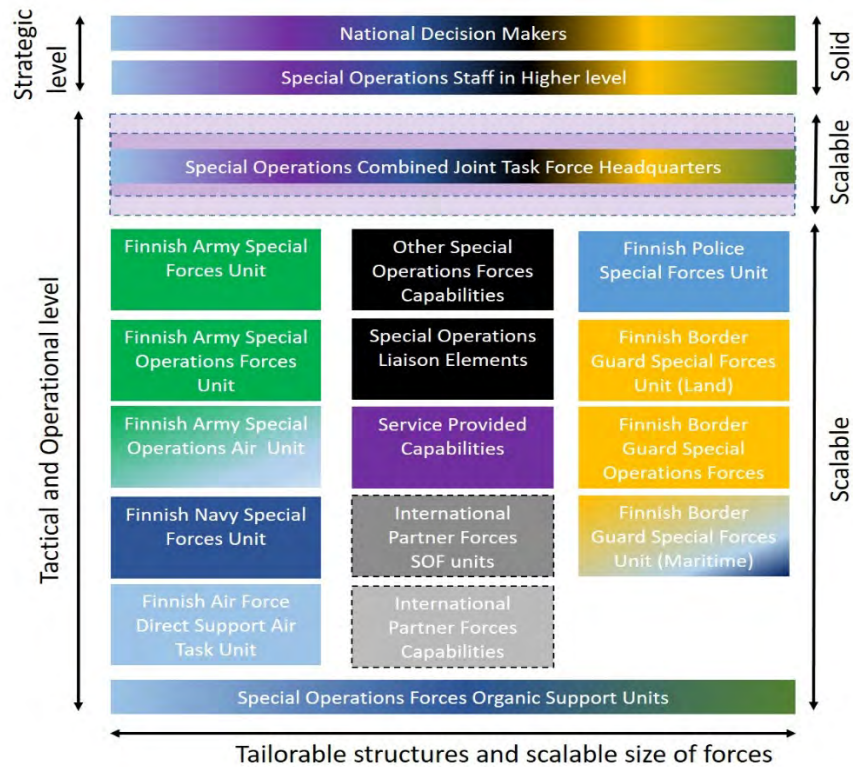 Strategic
level
Solid
National Decision Makers
Special Operations Staff in Higher level
Tactical and Operational level
Scalable
Special Operations Combined Joint Task Force Headquarters
Scalable
Finnish Army Special
Forces Unit
Other Special
Operations Forces
Capabilities
Finnish Police
Special Forces Unit
Finnish Army Special
Operations Forces
Unit
Special Operations
Liaison Elements
Finnish Border
Guard Special Forces
Unit (Land)
Finnish Army Special
Operations Air Unit
Service Provided
Capabilities
Finnish Border
Guard Special
Operations Forces
Finnish Navy Special
Forces Unit
International
Partner Forces
SOF units
Finnish Border
Guard Special Forces
Unit (Maritime)
Finnish Air Force
Direct Support Air
Task Unit
International
Partner Forces
Capabilities
Special Operations Forces Organic Support Units
Tailorable structures and scalable size of forces